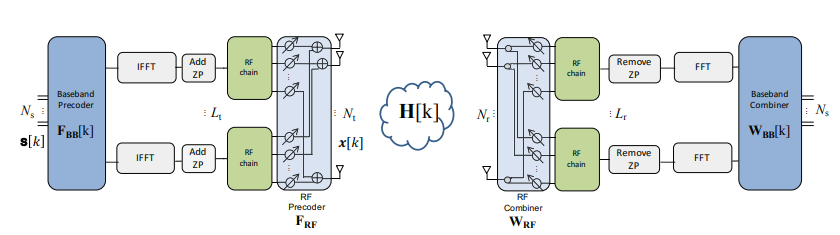 N_s
s[k]
Baseband
Precoder
F_BB[k]
IFFT
Add
ZP
RF
chain
L_t
IFFT
Add
ZP
RF
chain
RF
Precoder
F_RF
N_t
x[k]
H[k]
N_r
RF
Combiner
W_RF
RF
chain
Remove
ZP
FFT
L_r
RF
chain
Remove
ZP
FFT
Baseband
Combiner
W_BB[k]
N_s